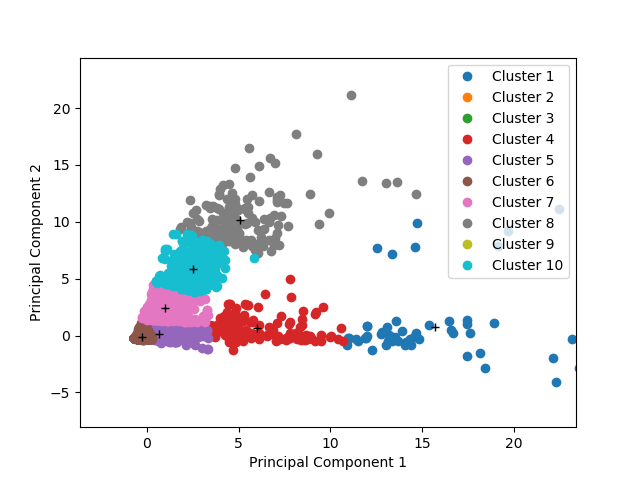 20
15
10
5
0
−5
Principal Component 2
0
5
10
15
20
Principal Component 1
Cluster 1
Cluster 2
Cluster 3
Cluster 4
Cluster 5
Cluster 6
Cluster 7
Cluster 8
Cluster 9
Cluster 10